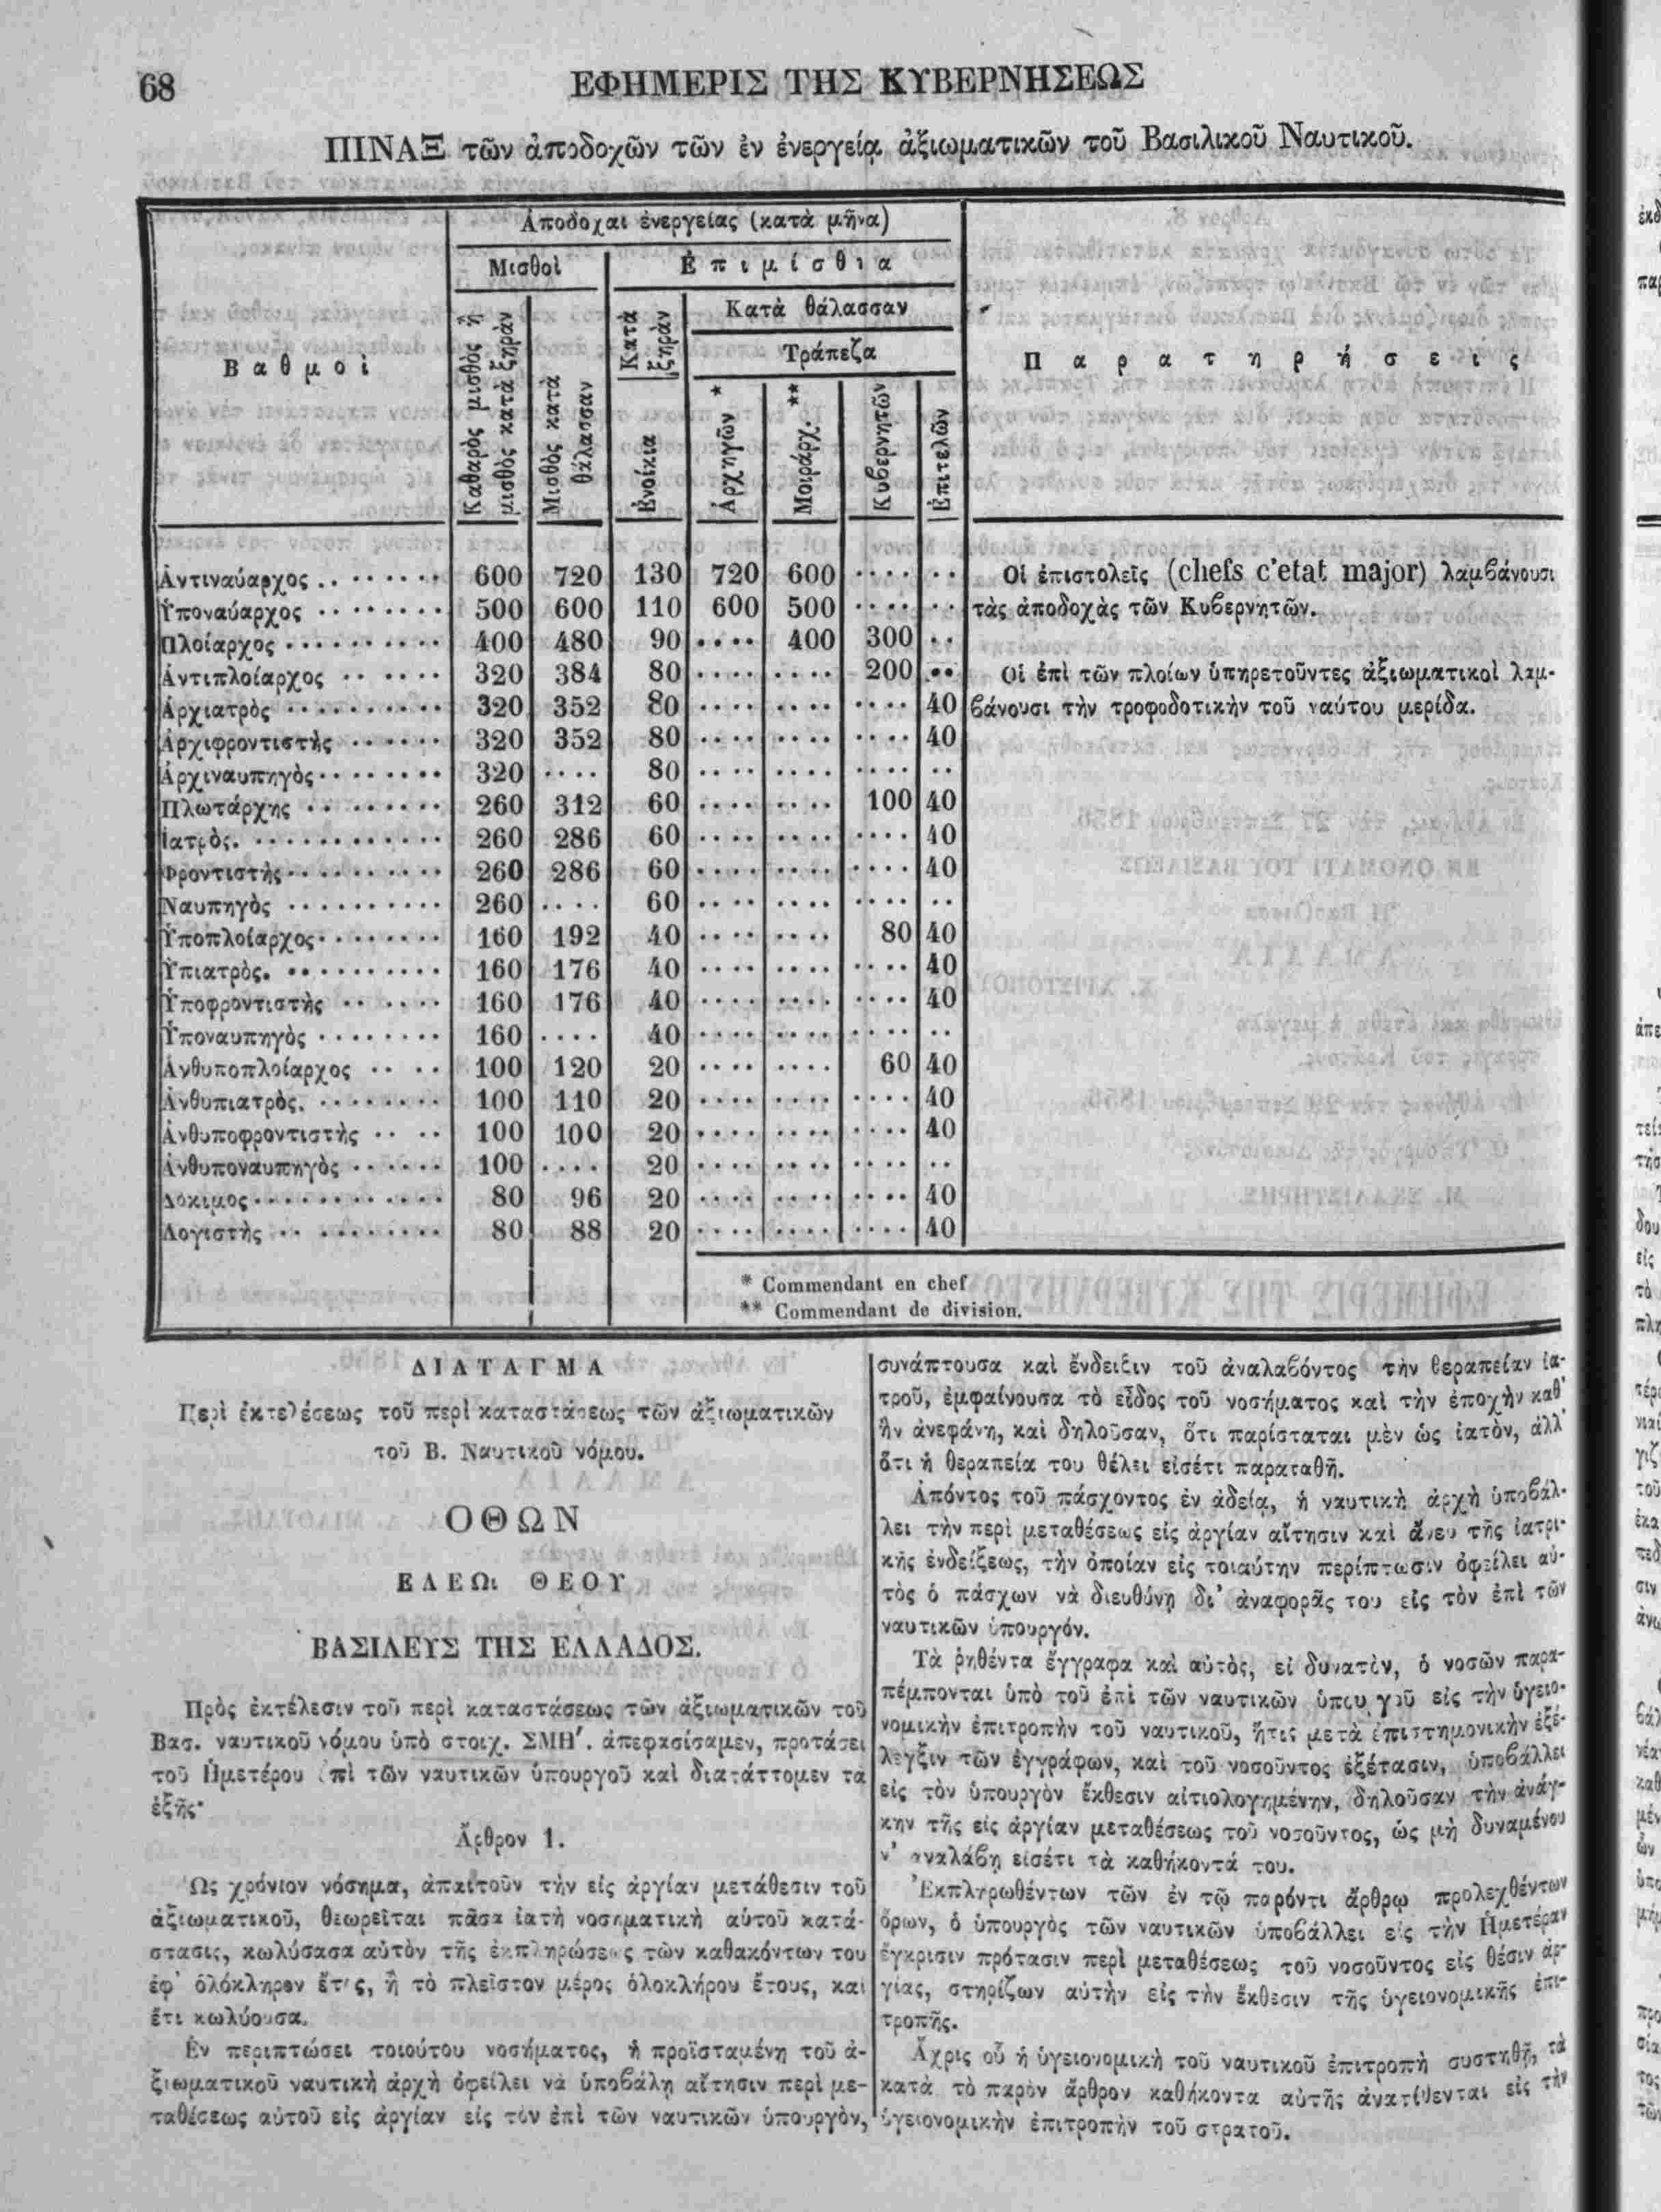 68
ΕΦΗΜΕΡΙΣ ΤΗΣ ΚΥΒΕΡΝΗΣΕΩΣ
ΠΙΝΑΞ τῶν ἀποδοχῶν τῶν ἐν ἐνεργείᾳ ἀξιωματικῶν τοῦ Βασιλικοῦ Ναυτικοῦ.
Ἀποδοχαι ἐνεργείας (κατὰ μῆνα)
Μισθοὶ
Ἐπιμίσθια
Κατὰ θάλασσαν
Τράπεζα
Βαθμοὶ
Καθαρὸς μισθὸς ἢ μισθὸς κατὰ ξηράν
Μισθὸς κατὰ θάλασσαν
Κατὰ ξηράν
Ἐνοίκια
Ἀρχηγῶν *
Μοιράρχ. **
Κυβερνητῶν
Ἐπιτελῶν
Παρατηρήσεις
Ἀντιναύαρχος . . 600 720 130 720 600 .... ..
Ὑποναύαρχος 500 600 110 600 500 .... ..
Πλοίαρχος 400 480 90 .... 400 300 ..
Ἀντιπλοίαρχος 320 384 80 .... .... 200 ..
Ἀρχιατρὸς 320 352 80 .... .... .... 40
Ἀρχιφροντιστὴς 320 352 80 .... .... .... 40
Ἀρχιναυπηγὸς 320 .... 80 .... .... .... ..
Πλωτάρχης 260 312 60 .... .... 100 40
Ἰατρὸς. 260 286 60 .... .... .... 40
Φροντιστὴς 260 286 60 .... .... .... 40
Ναυπηγὸς 260 .... 60 .... .... .... ..
Ὑποπλοίαρχος 160 192 40 .... .... 80 40
Ὑπιατρὸς. 160 176 40 .... .... .... 40
Ὑποφροντιστὴς 160 176 40 .... .... .... 40
Ὑποναυπηγὸς 160 .... 40 .... .... .... ..
Ἀνθυποπλοίαρχος 100 120 20 .... .... 60 40
Ἀνθυπιατρὸς. 100 110 20 .... .... .... 40
Ἀνθυποφροντιστὴς 100 100 20 .... .... .... 40
Ἀνθυποναυπηγὸς 100 .... 20 .... .... .... ..
Δόκιμος 80 96 20 .... .... .... 40
Λογιστὴς 80 88 20 .... .... .... 40
Οἱ ἐπιστολεῖς (chefs c'etat major) λαμβάνουσι
τὰς ἀποδοχὰς τῶν Κυβερνητῶν.
Οἱ ἐπὶ τῶν πλοίων ὑπηρετοῦντες ἀξιωματικοὶ λαμ-
βάνουσι τὴν τροφοδοτικὴν τοῦ ναύτου μερίδα.
* Commendant en chef
** Commendant de division.
ΔΙΑΤΑΓΜΑ
Περὶ ἐκτελέσεως τοῦ περὶ καταστάσεως τῶν ἀξιωματικῶν
τοῦ Β. Ναυτικοῦ νόμου.
ΟΘΩΝ
ΕΛΕΩι ΘΕΟΥ
ΒΑΣΙΛΕΥΣ ΤΗΣ ΕΛΛΑΔΟΣ.
Πρὸς ἐκτέλεσιν τοῦ περὶ καταστάσεως τῶν ἀξιωματικῶν τοῦ
Βασ. ναυτικοῦ νόμου ὑπὸ στοιχ. ΣΜΗ'. ἀπεφασίσαμεν, προτάσει
τοῦ Ἡμετέρου ἐπὶ τῶν ναυτικῶν ὑπουργοῦ καὶ διατάττομεν τὰ
ἑξῆς·
Ἄρθρον 1.
Ὡς χρόνιον νόσημα, ἀπαιτοῦν τὴν εἰς ἀργίαν μετάθεσιν τοῦ
ἀξιωματικοῦ, θεωρεῖται πᾶσα ἰατὴ νοσηματικὴ αὐτοῦ κατά-
στασις, κωλύσασα αὐτὸν τῆς ἐκπληρώσεως τῶν καθηκόντων του
ἐφ' ὁλόκληρον ἔτος, ἢ τὸ πλεῖστον μέρος ὁλοκλήρου ἔτους, καὶ
ἔτι κωλύουσα.
Ἐν περιπτώσει τοιούτου νοσήματος, ἡ προϊσταμένη τοῦ ἀ-
ξιωματικοῦ ναυτικὴ ἀρχὴ ὀφείλει νὰ ὑποβάλῃ αἴτησιν περὶ με-
ταθέσεως αὐτοῦ εἰς ἀργίαν εἰς τὸν ἐπὶ τῶν ναυτικῶν ὑπουργὸν,
συνάπτουσα καὶ ἔνδειξιν τοῦ ἀναλαβόντος τὴν θεραπείαν ἰα-
τροῦ, ἐμφαίνουσα τὸ εἶδος τοῦ νοσήματος καὶ τὴν ἐποχὴν καθ'
ἣν ἀνεφάνη, καὶ δηλοῦσαν, ὅτι παρίσταται μὲν ὡς ἰατὸν, ἀλλ'
ὅτι ἡ θεραπεία του θέλει εἰσέτι παραταθῆ.
Ἀπόντος τοῦ πάσχοντος ἐν ἀδείᾳ, ἡ ναυτικὴ ἀρχὴ ὑποβάλ-
λει τὴν περὶ μεταθέσεως εἰς ἀργίαν αἴτησιν καὶ ἄνευ τῆς ἰατρι-
κῆς ἐνδείξεως, τὴν ὁποίαν εἰς τοιαύτην περίπτωσιν ὀφείλει αὐ-
τὸς ὁ πάσχων νὰ διευθύνῃ δι' ἀναφορᾶς του εἰς τὸν ἐπὶ τῶν
ναυτικῶν ὑπουργόν.
Τὰ ῥηθέντα ἔγγραφα καὶ αὐτὸς, εἰ δυνατὸν, ὁ νοσῶν παρα-
πέμπονται ὑπὸ τοῦ ἐπὶ τῶν ναυτικῶν ὑπουργοῦ εἰς τὴν ὑγειο-
νομικὴν ἐπιτροπὴν τοῦ ναυτικοῦ, ἥτις μετὰ ἐπιστημονικὴν ἐξέ-
λεγξιν τῶν ἐγγράφων, καὶ τοῦ νοσοῦντος ἐξέτασιν, ὑποβάλλει
εἰς τὸν ὑπουργὸν ἔκθεσιν αἰτιολογημένην, δηλοῦσαν τὴν ἀνάγ-
κην τῆς εἰς ἀργίαν μεταθέσεως τοῦ νοσοῦντος, ὡς μὴ δυναμένου
ν' ἀναλάβῃ εἰσέτι τὰ καθήκοντά του.
Ἐκπληρωθέντων τῶν ἐν τῷ παρόντι ἄρθρῳ προλεχθέντων
ὅρων, ὁ ὑπουργὸς τῶν ναυτικῶν ὑποβάλλει εἰς τὴν Ἡμετέραν
ἔγκρισιν πρότασιν περὶ μεταθέσεως τοῦ νοσοῦντος εἰς θέσιν ἀρ-
γίας, στηρίζων αὐτὴν εἰς τὴν ἔκθεσιν τῆς ὑγειονομικῆς ἐπι-
τροπῆς.
Ἄχρις οὗ ἡ ὑγειονομικὴ τοῦ ναυτικοῦ ἐπιτροπὴ συστηθῇ, τὰ
κατὰ τὸ παρὸν ἄρθρον καθήκοντα αὐτῆς ἀνατίθενται εἰς τὴν
ὑγειονομικὴν ἐπιτροπὴν τοῦ στρατοῦ.